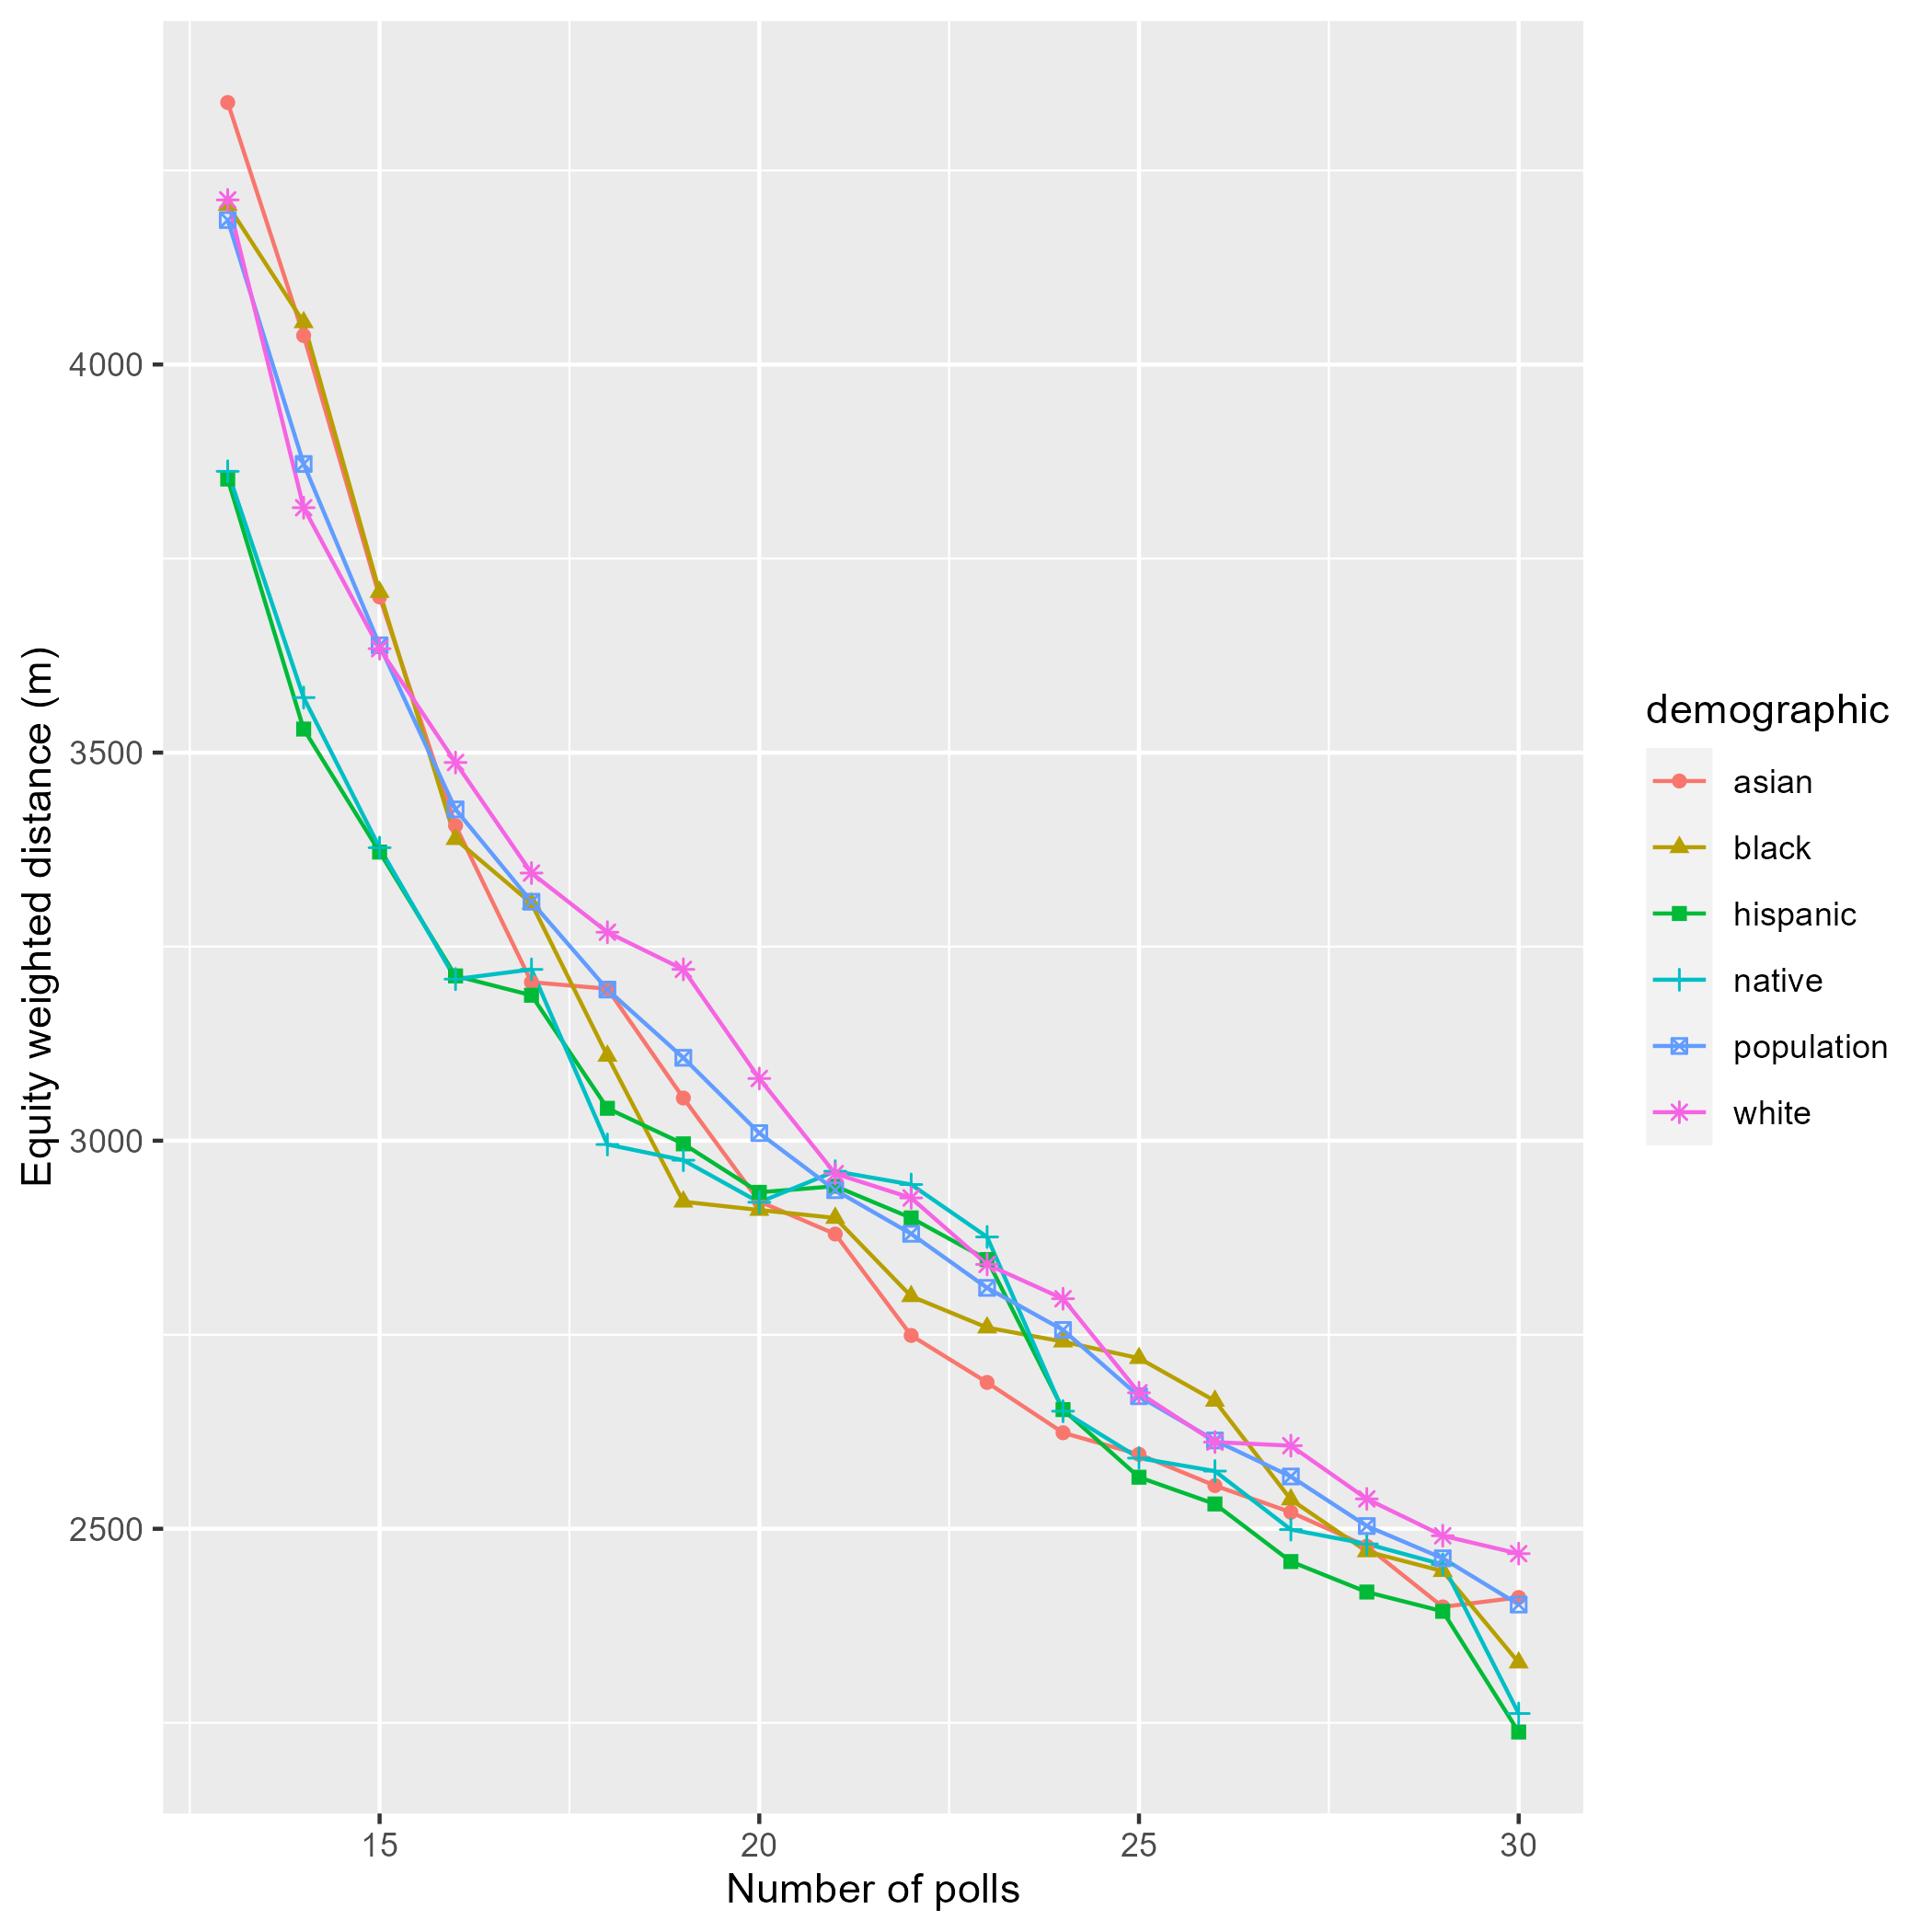 Equity weighted distance (m)
4000
3500
3000
2500
15
20
25
30
Number of polls
demographic
asian
black
hispanic
native
population
white